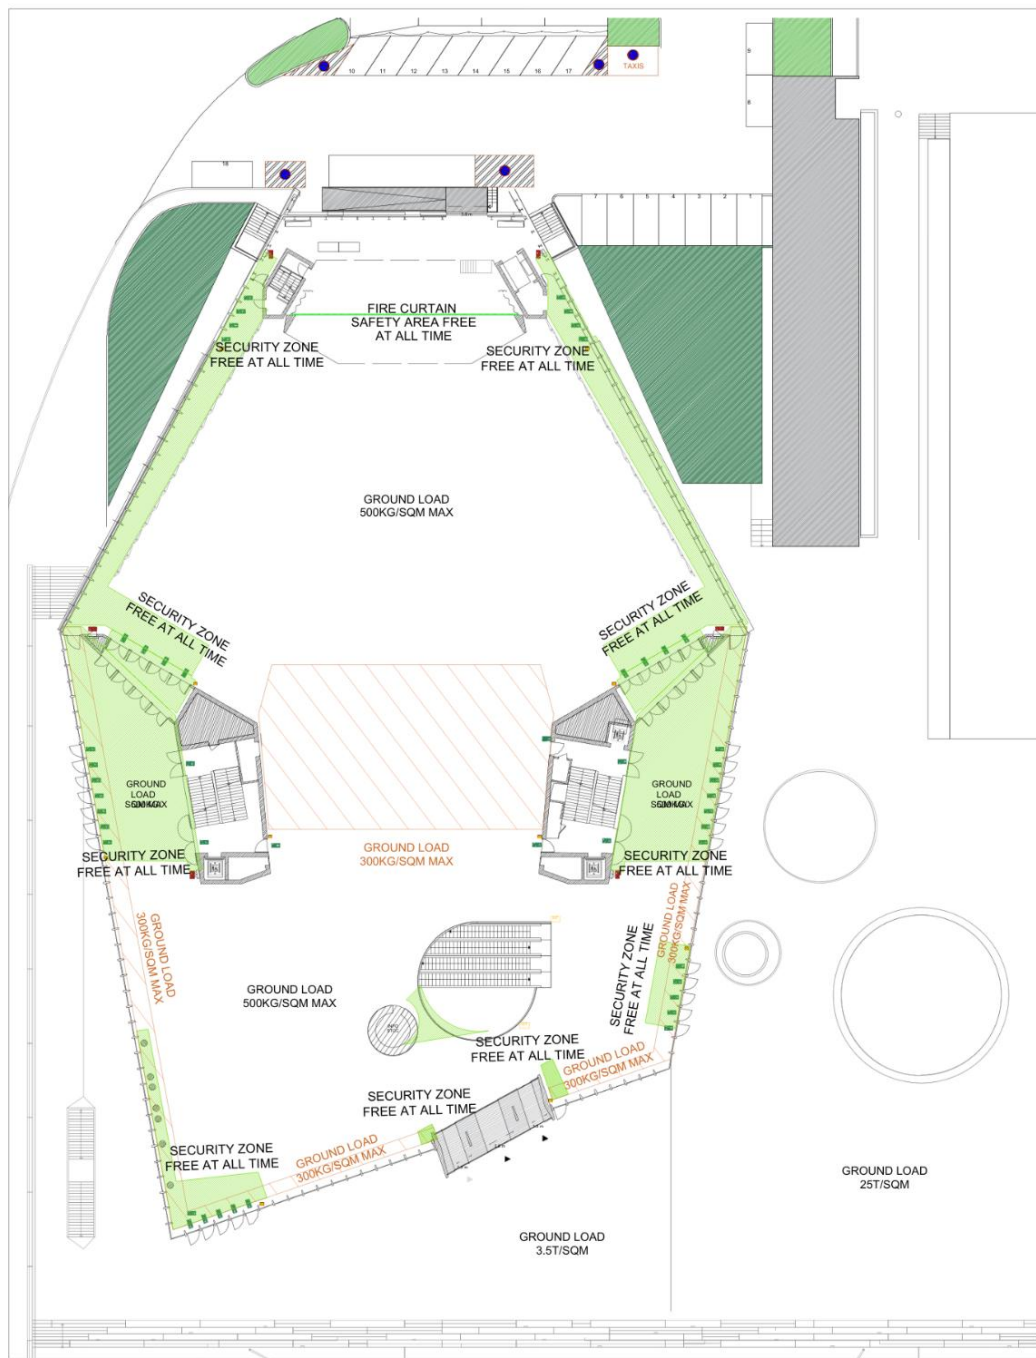 9
10
11
12
13
14
15
16
17
TAXIS
8
18
7
6
5
4
3
2
1
FIRE CURTAIN
SAFETY AREA FREE
AT ALL TIME
SECURITY ZONE
FREE AT ALL TIME
SECURITY ZONE
FREE AT ALL TIME
GROUND LOAD
500KG/SQM MAX
SECURITY ZONE
FREE AT ALL TIME
SECURITY ZONE
FREE AT ALL TIME
GROUND
LOAD
GROUND
LOAD
GROUND LOAD
300KG/SQM MAX
SECURITY ZONE
FREE AT ALL TIME
SECURITY ZONE
FREE AT ALL TIME
GROUND LOAD
300KG/SQM MAX
GROUND LOAD
300KG/SQM MAX
SECURITY ZONE
FREE AT ALL TIME
GROUND LOAD
500KG/SQM MAX
SECURITY ZONE
FREE AT ALL TIME
GROUND LOAD
300KG/SQM MAX
SECURITY ZONE
FREE AT ALL TIME
SECURITY ZONE
FREE AT ALL TIME
GROUND LOAD
300KG/SQM MAX
GROUND LOAD
25T/SQM
GROUND LOAD
3.5T/SQM